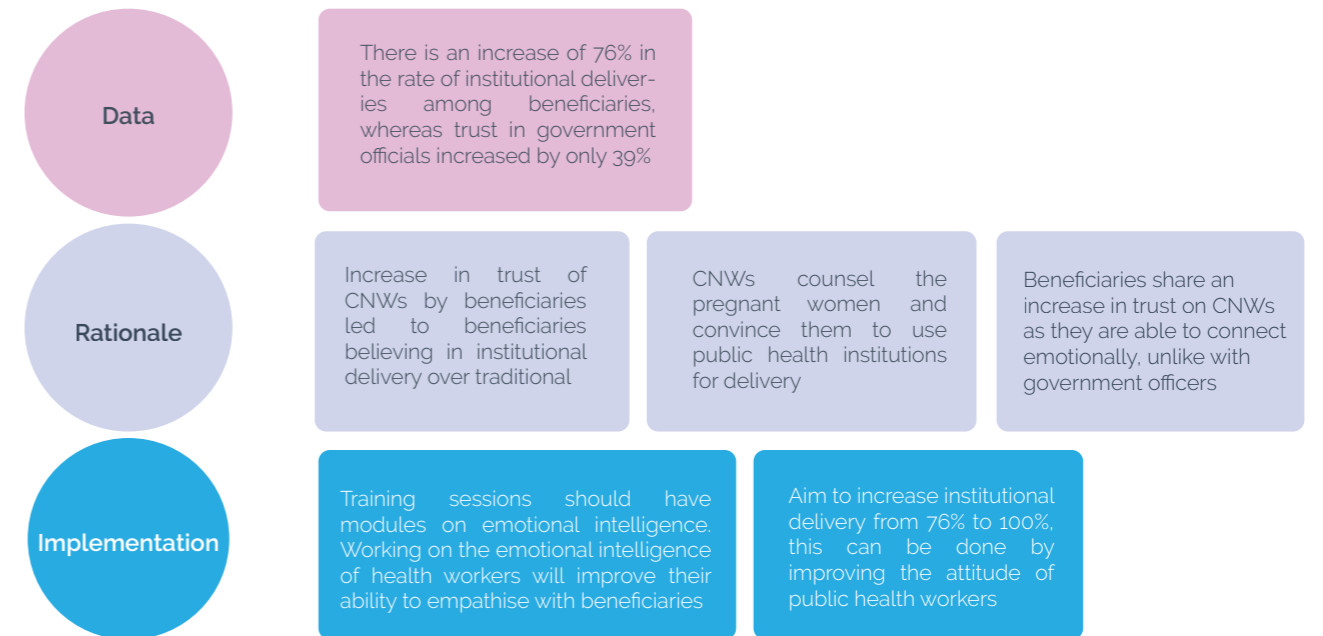 Data
There is an increase of 76% in
the rate of institutional deliver-
ies among beneficiaries,
whereas trust in government
officials increased by only 39%
Rationale
Increase in trust of
CNWs by beneficiaries
led to beneficiaries
believing in institutional
delivery over traditional
CNWs counsel the
pregnant women and
convince them to use
public health institutions
for delivery
Beneficiaries share an
increase in trust on CNWs
as they are able to connect
emotionally, unlike with
government officers
Implementation
Training sessions should have
modules on emotional intelligence.
Working on the emotional intelligence
of health workers will improve their
ability to empathise with beneficiaries
Aim to increase institutional
delivery from 76% to 100%,
this can be done by
improving the attitude of
public health workers